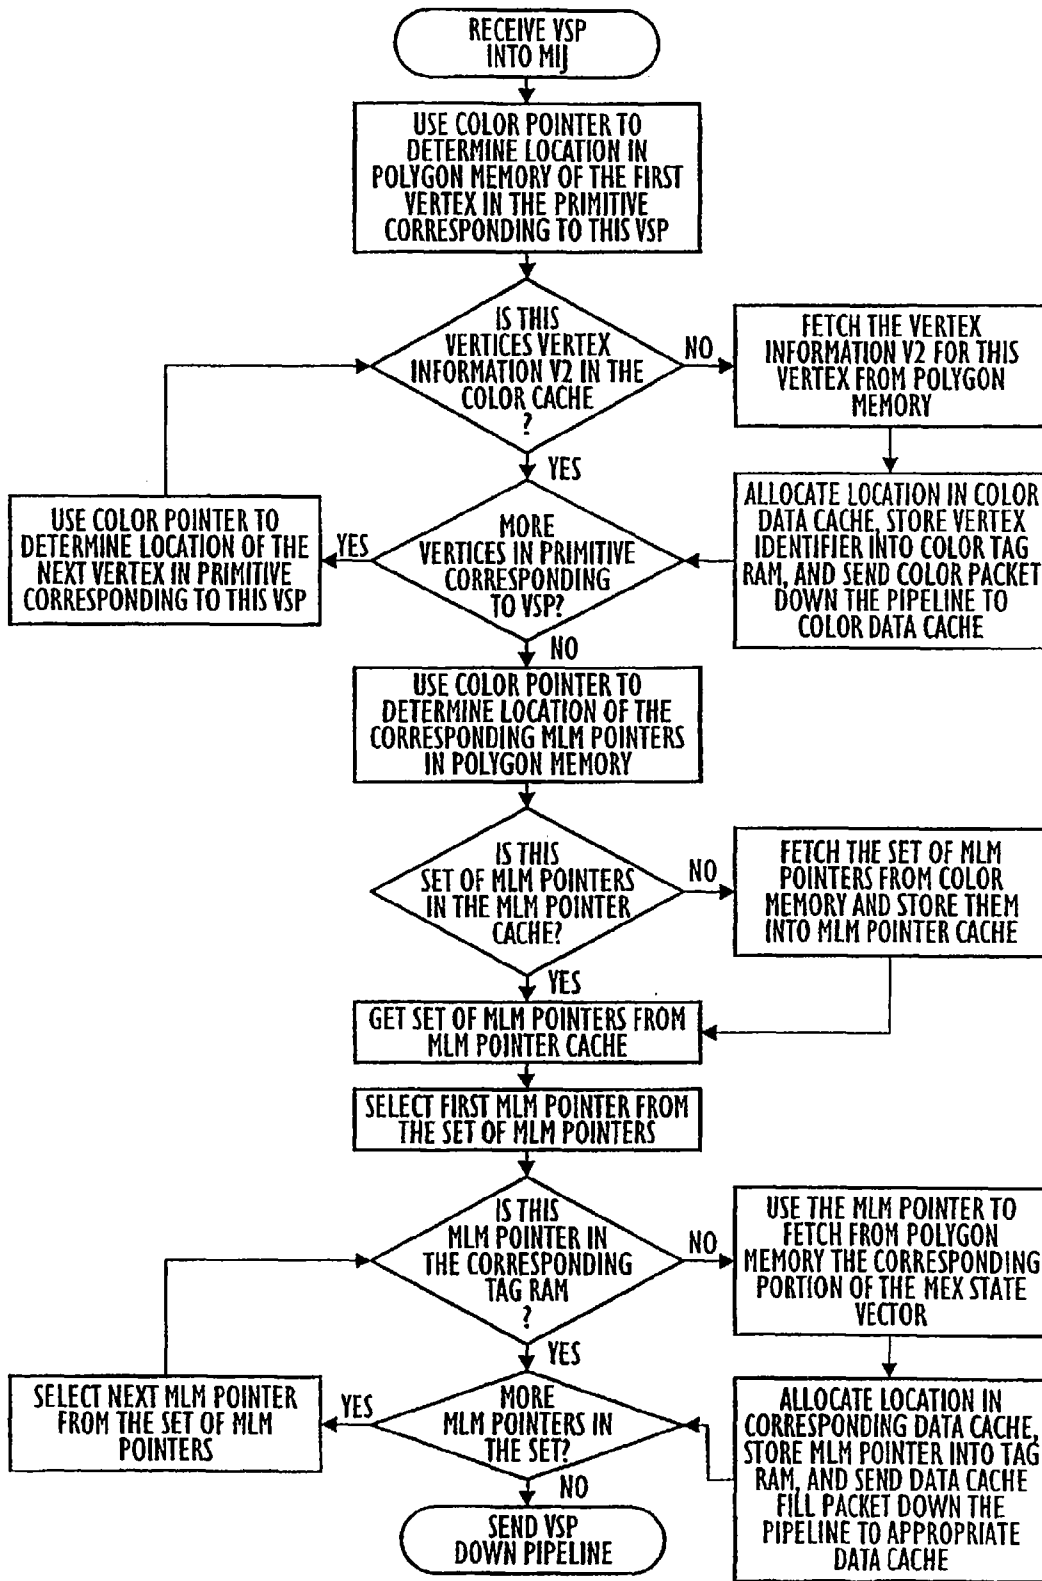 RECEIVE VSP
INTO MIJ
USE COLOR POINTER TO
DETERMINE LOCATION IN
POLYGON MEMORY OF THE FIRST
VERTEX IN THE PRIMITIVE
CORRESPONDING TO THIS VSP
IS THIS
VERTICES VERTEX
INFORMATION V2 IN THE
COLOR CACHE
?
NO
FETCH THE VERTEX
INFORMATION V2 FOR THIS
VERTEX FROM POLYGON
MEMORY
YES
ALLOCATE LOCATION IN COLOR
DATA CACHE, STORE VERTEX
IDENTIFIER INTO COLOR TAG
RAM, AND SEND COLOR PACKET
DOWN THE PIPELINE TO
COLOR DATA CACHE
MORE
VERTICES IN PRIMITIVE
CORRESPONDING
TO VSP?
YES
USE COLOR POINTER TO
DETERMINE LOCATION OF THE
NEXT VERTEX IN PRIMITIVE
CORRESPONDING TO THIS VSP
NO
USE COLOR POINTER TO
DETERMINE LOCATION OF THE
CORRESPONDING MLM POINTERS
IN POLYGON MEMORY
IS THIS
SET OF MLM POINTERS
IN THE MLM POINTER
CACHE?
NO
FETCH THE SET OF MLM
POINTERS FROM COLOR
MEMORY AND STORE THEM
INTO MLM POINTER CACHE
YES
GET SET OF MLM POINTERS FROM
MLM POINTER CACHE
SELECT FIRST MLM POINTER FROM
THE SET OF MLM POINTERS
IS THIS
MLM POINTER IN
THE CORRESPONDING
TAG RAM
?
NO
USE THE MLM POINTER TO
FETCH FROM POLYGON
MEMORY THE CORRESPONDING
PORTION OF THE MEX STATE
VECTOR
YES
ALLOCATE LOCATION IN
CORRESPONDING DATA CACHE,
STORE MLM POINTER INTO TAG
RAM, AND SEND DATA CACHE
FILL PACKET DOWN THE
PIPELINE TO APPROPRIATE
DATA CACHE
MORE
MLM POINTERS IN
THE SET?
YES
SELECT NEXT MLM POINTER
FROM THE SET OF MLM
POINTERS
NO
SEND VSP
DOWN PIPELINE